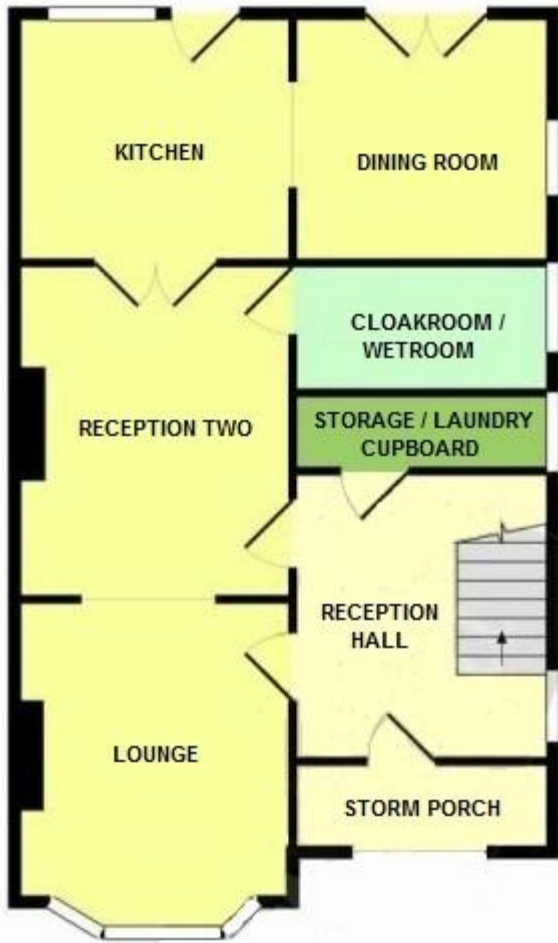 KITCHEN
DINING ROOM
CLOAKROOM /
WETROOM
RECEPTION TWO
STORAGE / LAUNDRY
CUPBOARD
RECEPTION
HALL
LOUNGE
STORM PORCH